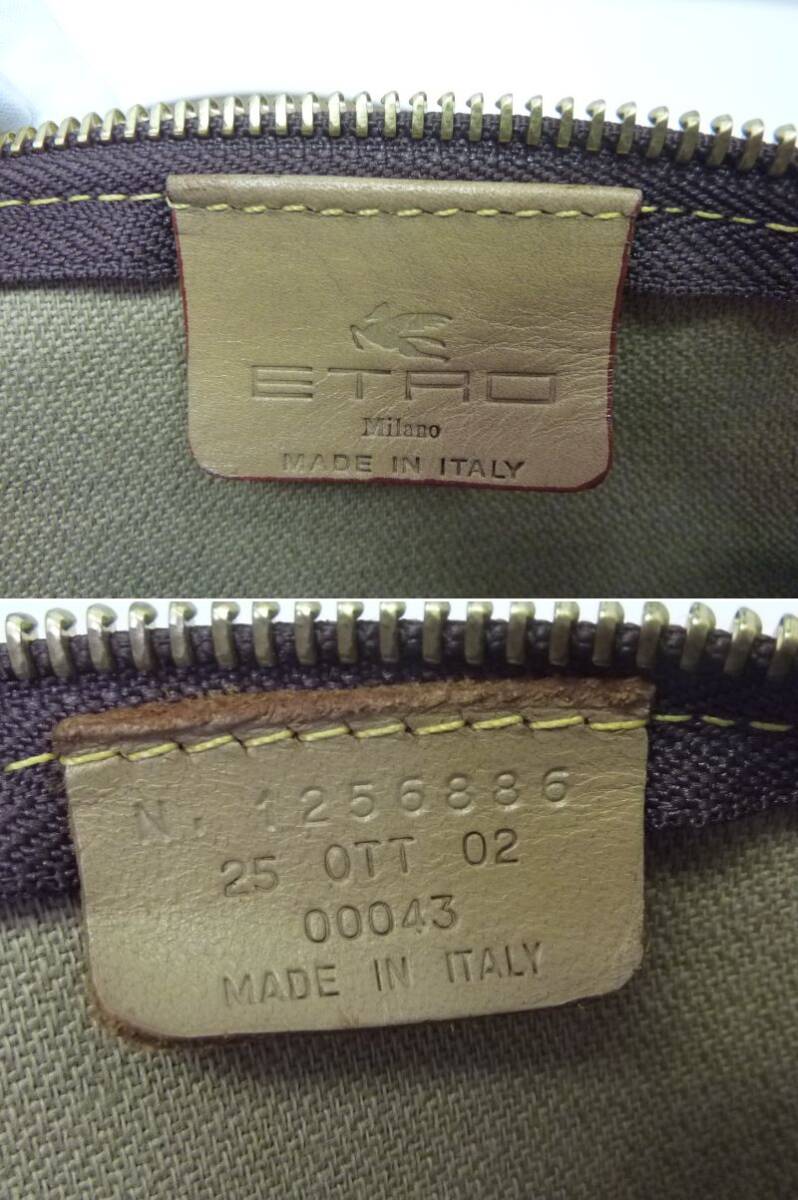 ETRO
Milano
MADE IN ITALY
N. 1256886
25 OTT 02
00043
MADE IN ITALY